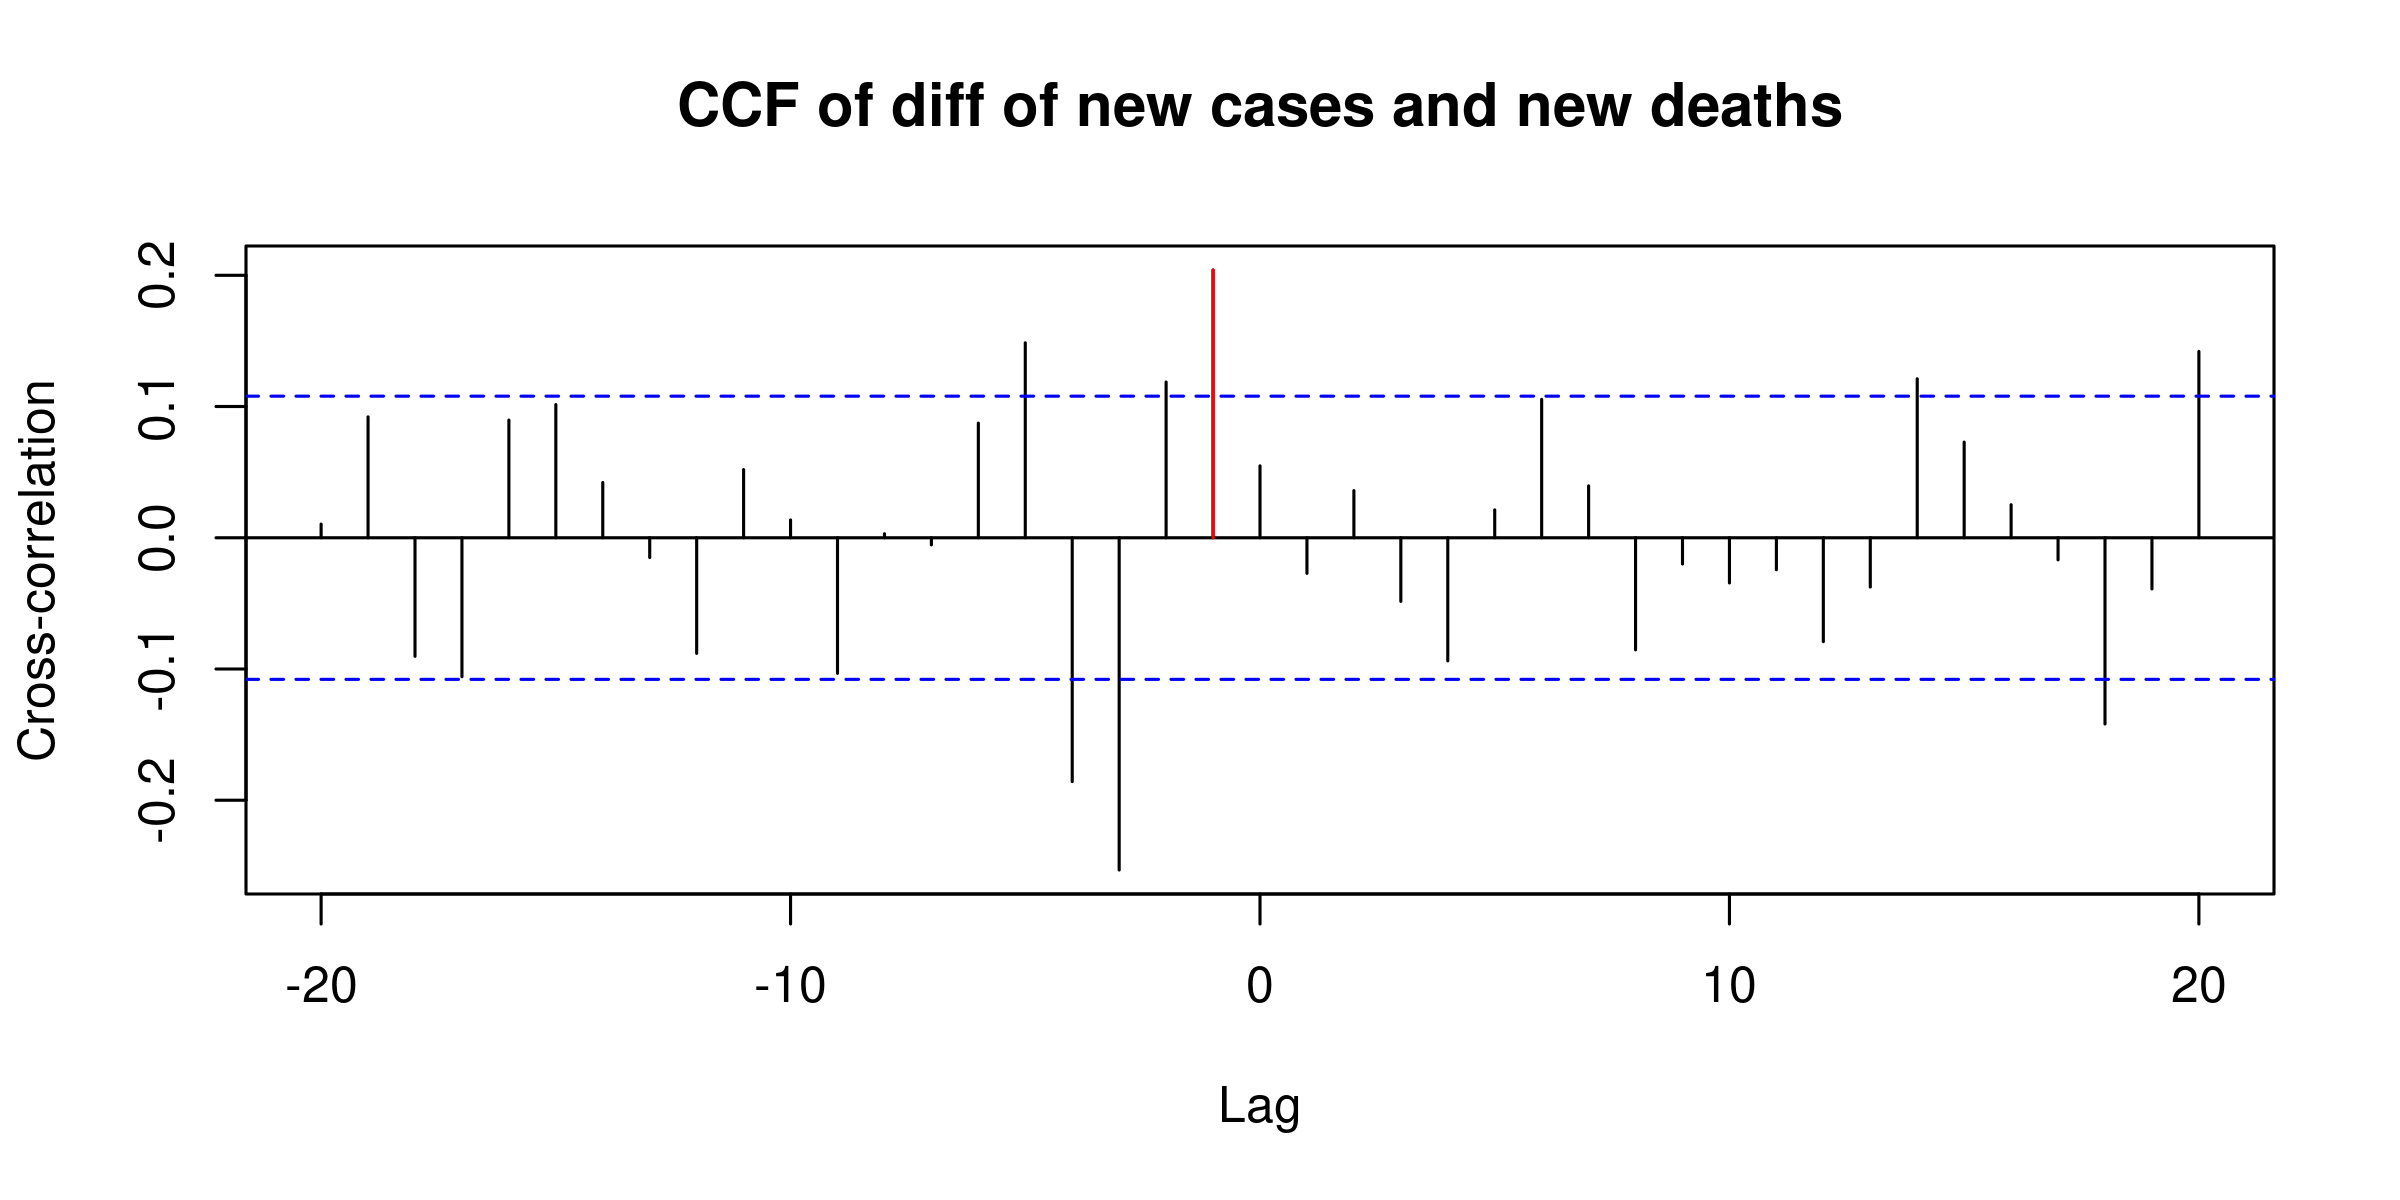 CCF of diff of new cases and new deaths
Cross-correlation
0.2
0.1
0.0
-0.1
-0.2
-20 -10 0 10 20
Lag